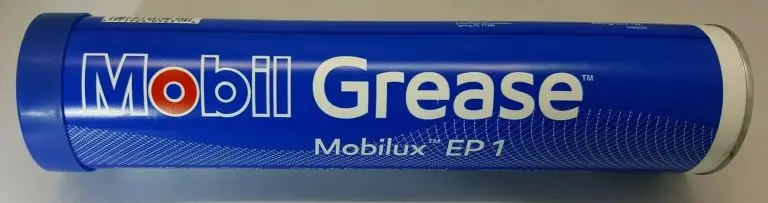 Mobil Grease™
Mobilux™ EP 1